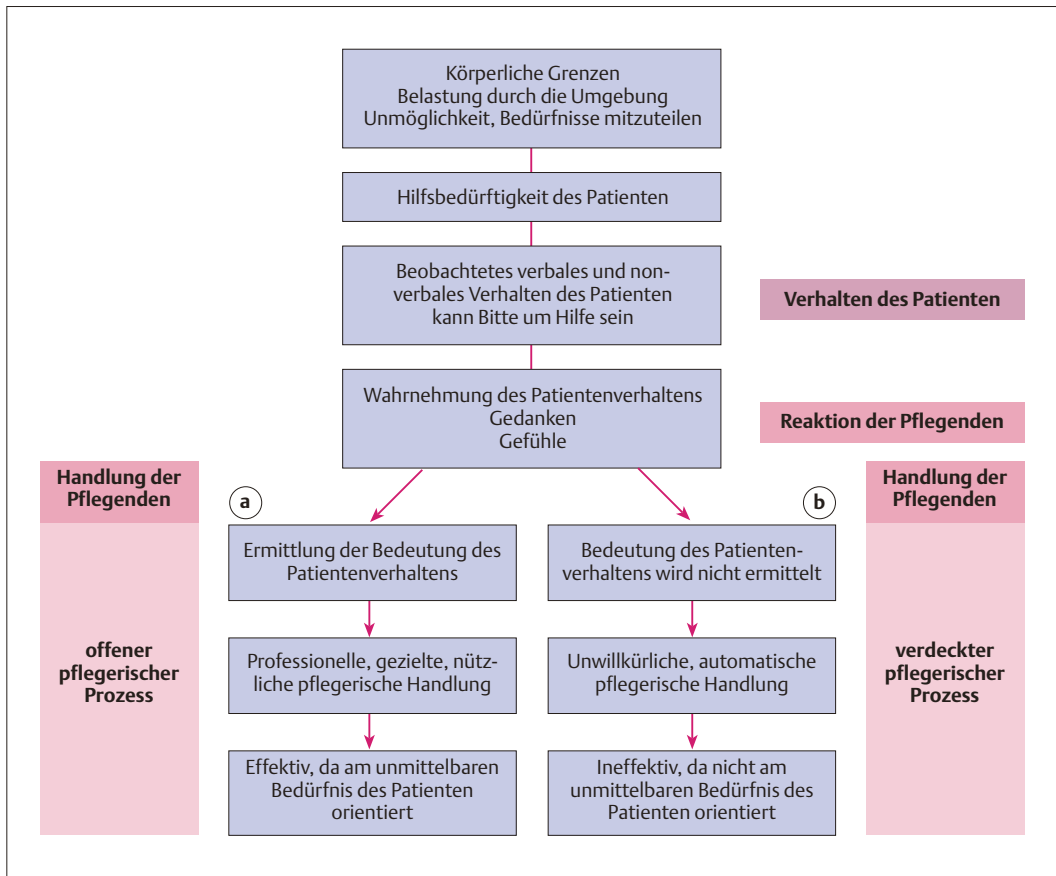 Körperliche Grenzen
Belastung durch die Umgebung
Unmöglichkeit, Bedürfnisse mitzuteilen
Hilfsbedürftigkeit des Patienten
Beobachtetes verbales und non-
verbales Verhalten des Patienten
kann Bitte um Hilfe sein
Verhalten des Patienten
Wahrnehmung des Patientenverhaltens
Gedanken
Gefühle
Reaktion der Pflegenden
Handlung der
Pflegenden
offener
pflegerischer
Prozess
a
Ermittlung der Bedeutung des
Patientenverhaltens
Professionelle, gezielte, nütz-
liche pflegerische Handlung
Effektiv, da am unmittelbaren
Bedürfnis des Patienten
orientiert
b
Bedeutung des Patienten-
verhaltens wird nicht ermittelt
Unwillkürliche, automatische
pflegerische Handlung
Ineffektiv, da nicht am
unmittelbaren Bedürfnis des
Patienten orientiert
Handlung der
Pflegenden
verdeckter
pflegerischer
Prozess